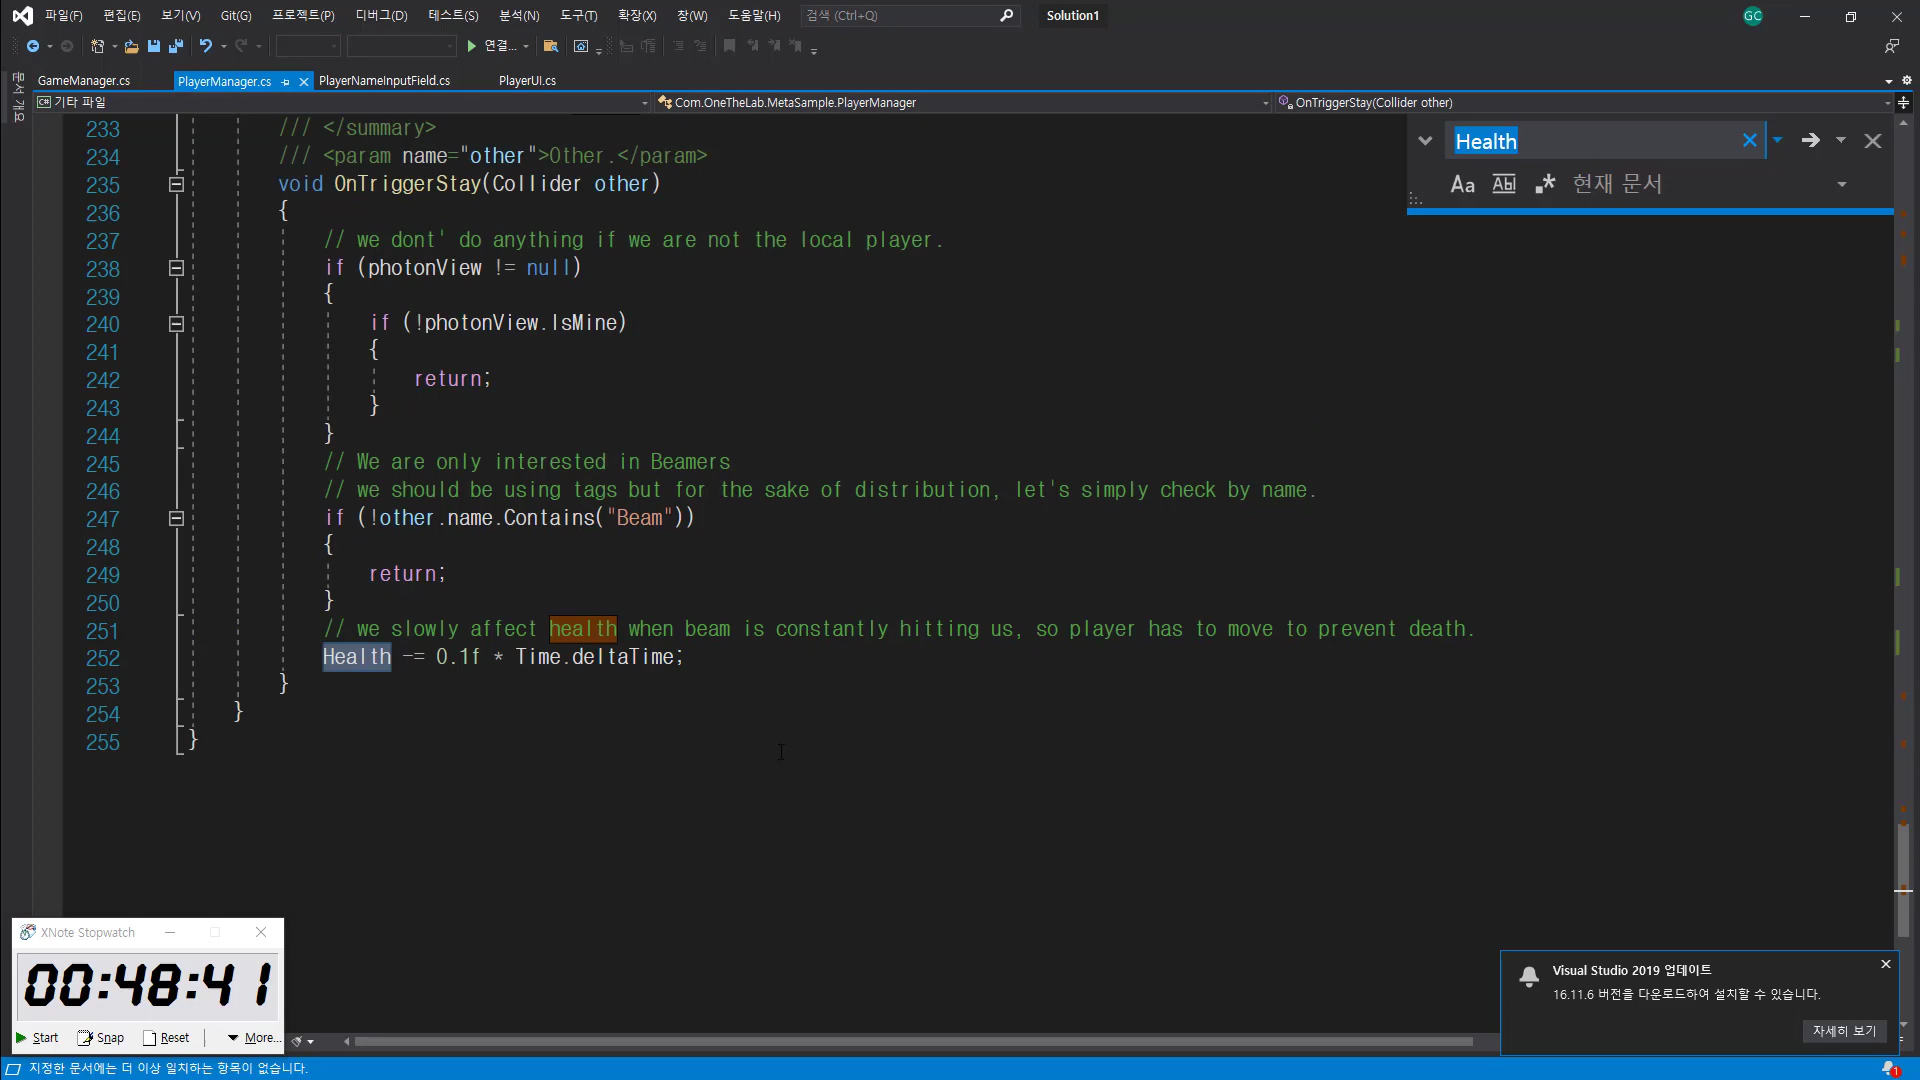 파일(F) 편집(E) 보기(V) Git(G) 프로젝트(P) 디버그(D) 테스트(S) 분석(N) 도구(T) 확장(X) 창(W) 도움말(H) 검색 (Ctrl+Q) Solution1 GC
연결...
문서 개요
GameManager.cs PlayerManager.cs PlayerNameInputField.cs PlayerUI.cs
C# 기타 파일 Com.OneTheLab.MetaSample.PlayerManager OnTriggerStay(Collider other)
Health
Aa Abl .* 현재 문서
233 /// </summary>
234 /// <param name="other">Other.</param>
235 void OnTriggerStay(Collider other)
236 {
237 // we dont' do anything if we are not the local player.
238 if (photonView != null)
239 {
240 if (!photonView.IsMine)
241 {
242 return;
243 }
244 }
245 // We are only interested in Beamers
246 // we should be using tags but for the sake of distribution, let's simply check by name.
247 if (!other.name.Contains("Beam"))
248 {
249 return;
250 }
251 // we slowly affect health when beam is constantly hitting us, so player has to move to prevent death.
252 Health -= 0.1f * Time.deltaTime;
253 }
254 }
255 }
XNote Stopwatch
00:48:41
Start Snap Reset More...
Visual Studio 2019 업데이트
16.11.6 버전을 다운로드하여 설치할 수 있습니다.
자세히 보기
지정한 문서에는 더 이상 일치하는 항목이 없습니다.
1